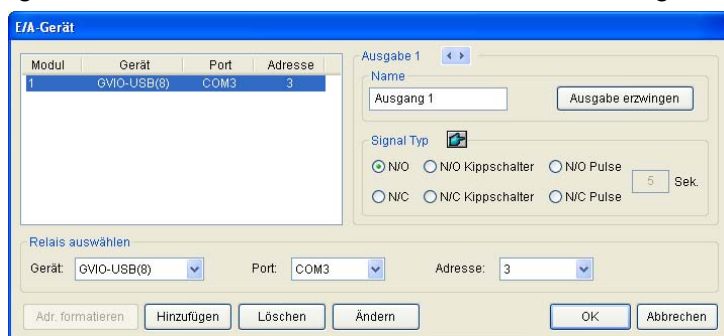 E/A-Gerät
Modul Gerät Port Adresse
1 GVIO-USB(8) COM3 3
Ausgabe 1
Name
Ausgang 1 Ausgabe erzwingen
Signal Typ
N/O N/O Kippschalter N/O Pulse
5 Sek.
N/C N/C Kippschalter N/C Pulse
Relais auswählen
Gerät: GVIO-USB(8) Port: COM3 Adresse: 3
Adr. formatieren Hinzufügen Löschen Ändern OK Abbrechen